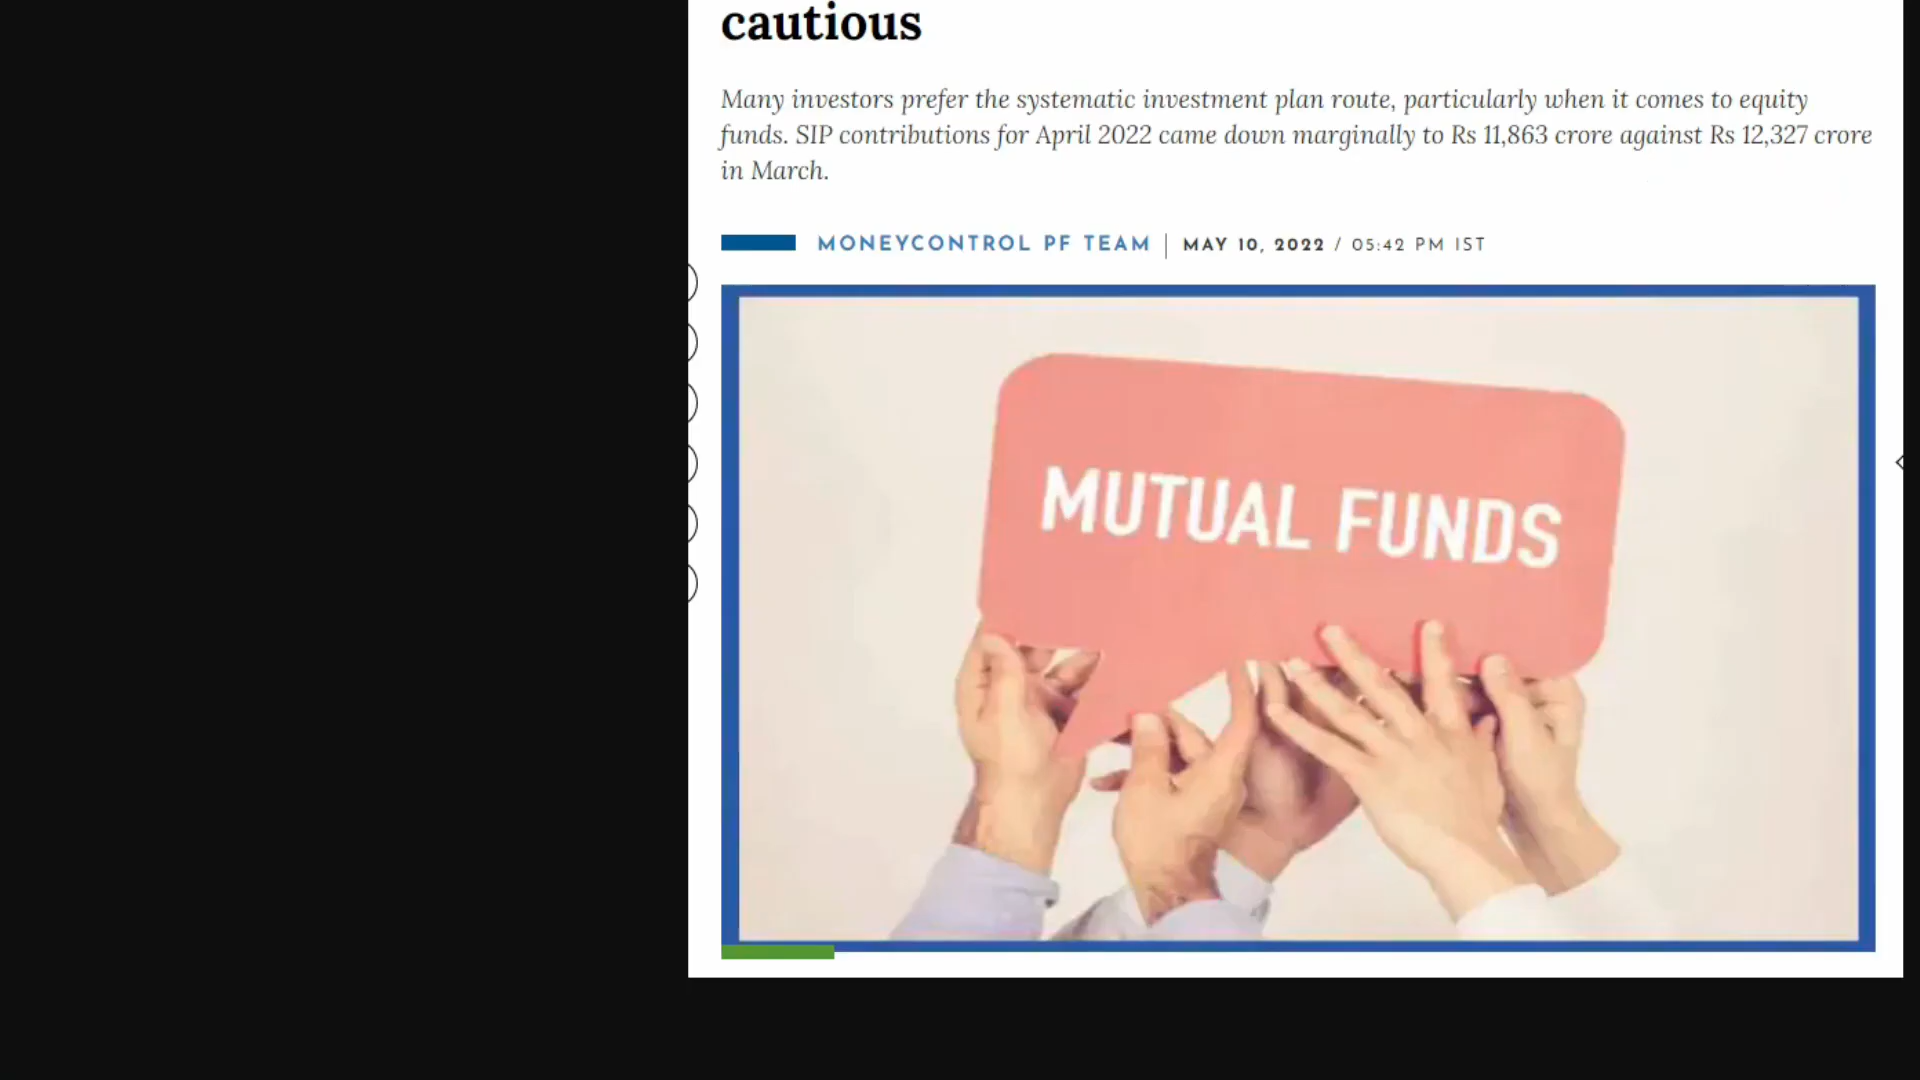 cautious
Many investors prefer the systematic investment plan route, particularly when it comes to equity
funds. SIP contributions for April 2022 came down marginally to Rs 11,863 crore against Rs 12,327 crore
in March.
MONEYCONTROL PF TEAM | MAY 10, 2022 / 05:42 PM IST
MUTUAL FUNDS